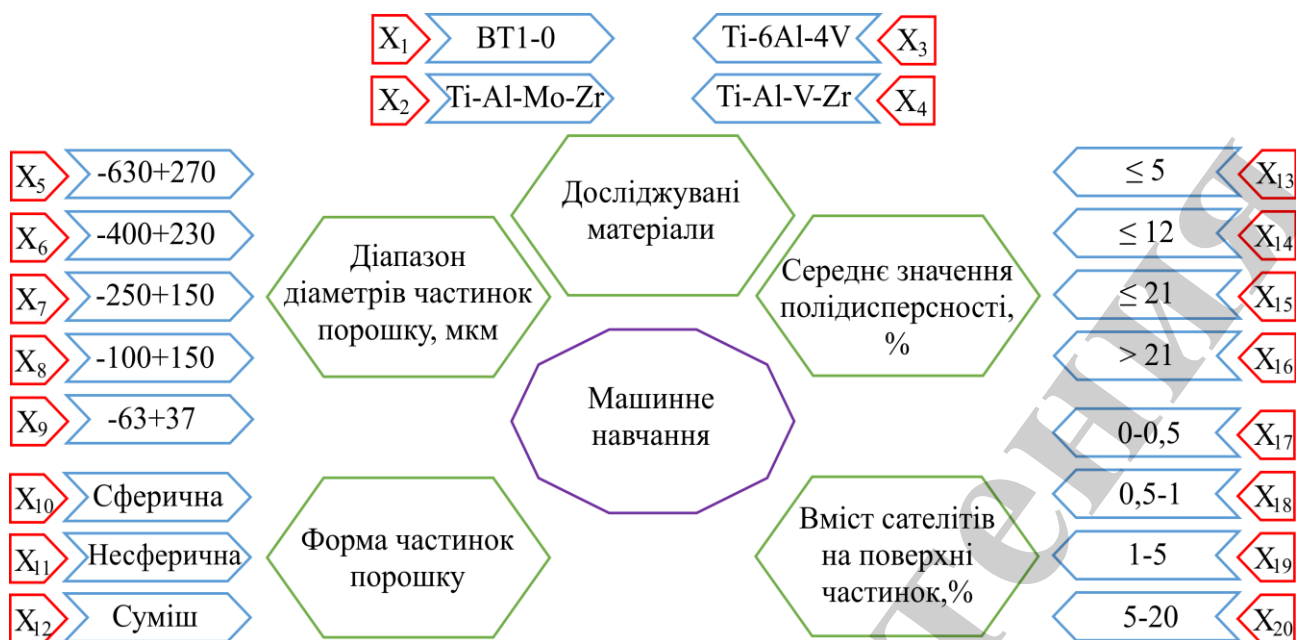 X1 ВТ1-0 Ti-6Al-4V X3
X2 Ti-Al-Mo-Zr Ti-Al-V-Zr X4
Досліджувані
матеріали
X5 -630+270
X6 -400+230
X7 -250+150
X8 -100+150
X9 -63+37
Діапазон
діаметрів частинок
порошку, мкм
Середнє значення
полідисперсності,
%
≤ 5 X13
≤ 12 X14
≤ 21 X15
> 21 X16
Машинне
навчання
X10 Сферична
X11 Несферична
X12 Суміш
Форма частинок
порошку
Вміст сателітів
на поверхні
частинок,%
0-0,5 X17
0,5-1 X18
1-5 X19
5-20 X20
тения